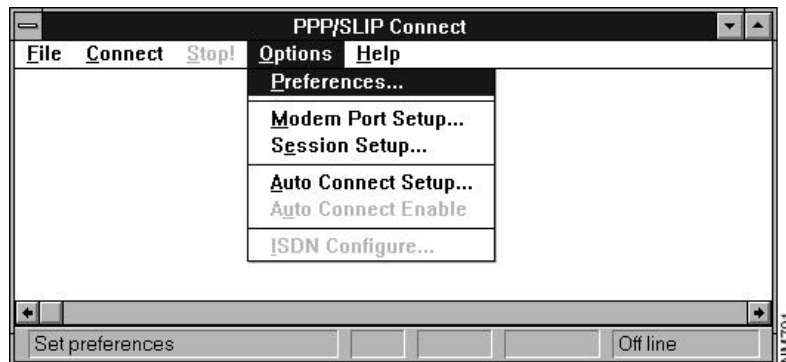 PPP/SLIP Connect
File Connect Stop! Options Help
Preferences...
Modem Port Setup...
Session Setup...
Auto Connect Setup...
Auto Connect Enable
ISDN Configure...
Set preferences Off line